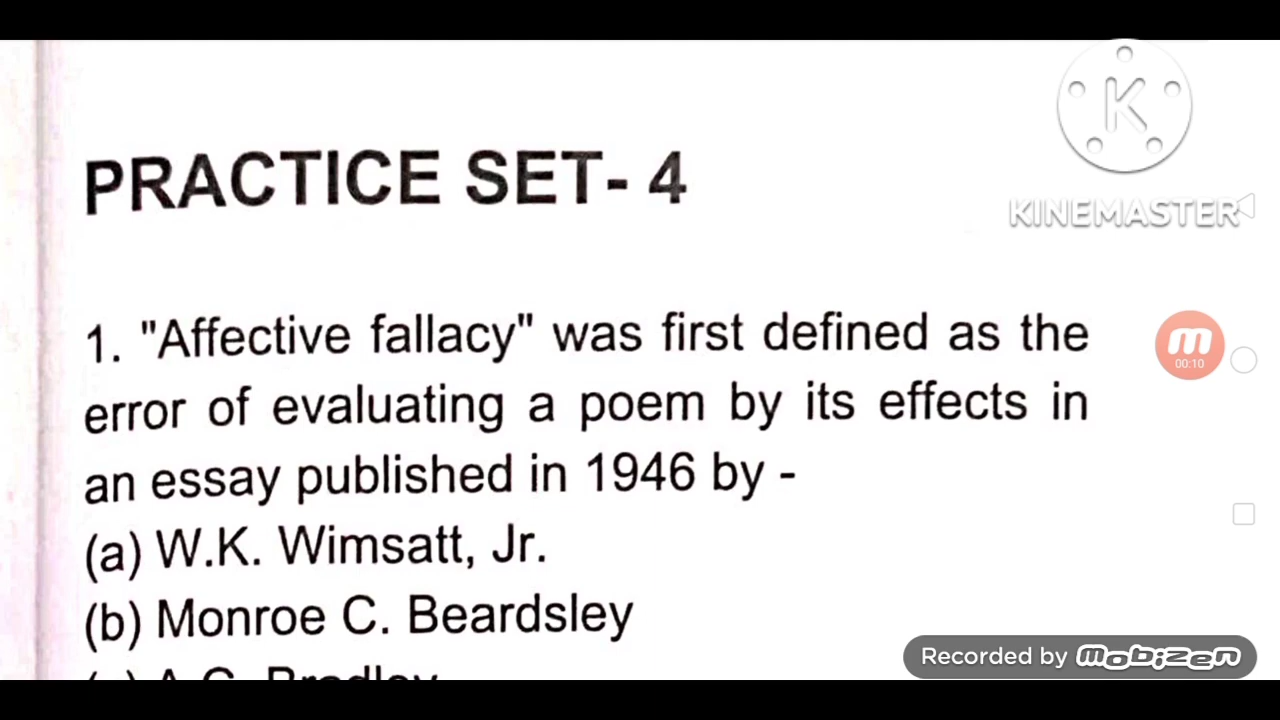 PRACTICE SET- 4
K
KINEMASTER
1. "Affective fallacy" was first defined as the
error of evaluating a poem by its effects in
an essay published in 1946 by -
(a) W.K. Wimsatt, Jr.
(b) Monroe C. Beardsley
A.C. Bradley
m
00:10
Recorded by mobizen